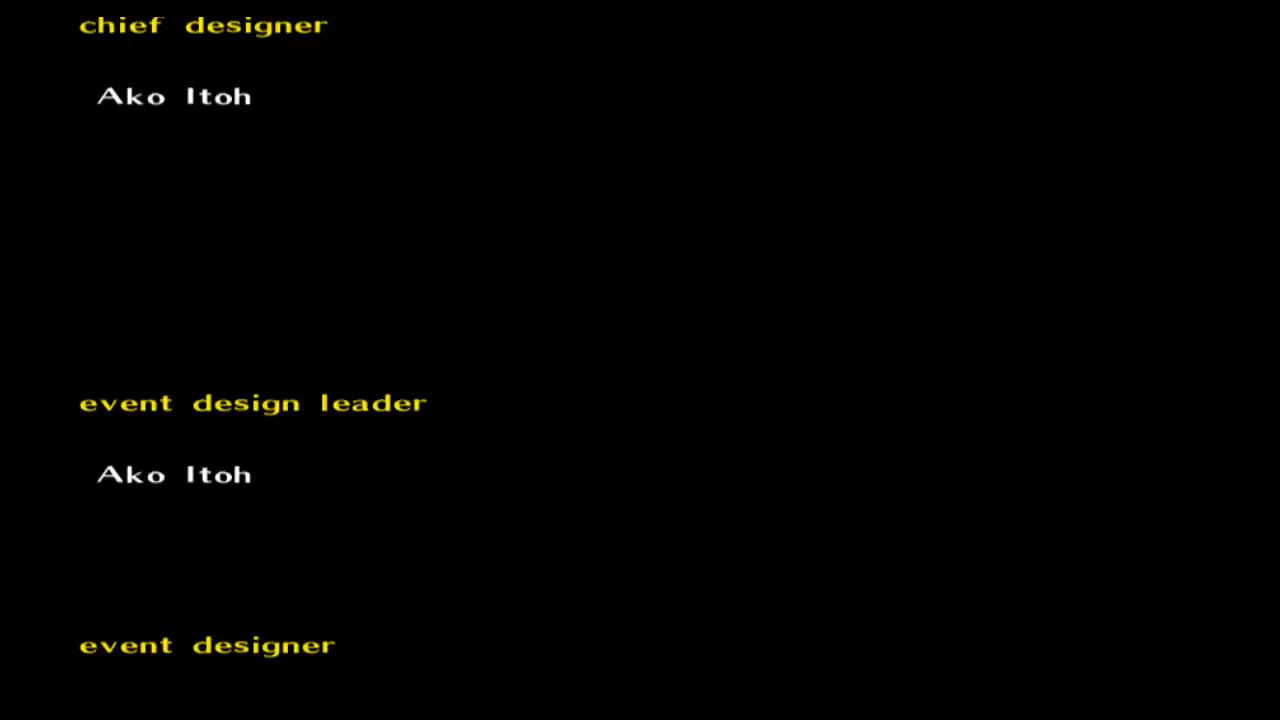 chief designer
Ako Itoh
event design leader
Ako Itoh
event designer